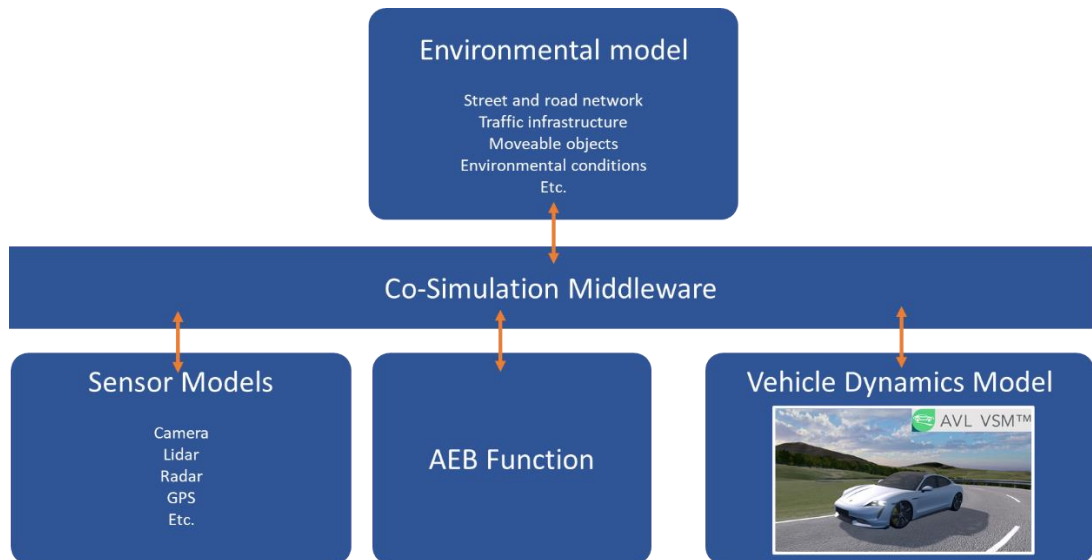 Environmental model
Street and road network
Traffic infrastructure
Moveable objects
Environmental conditions
Etc.
Co-Simulation Middleware
Sensor Models
Camera
Lidar
Radar
GPS
Etc.
AEB Function
Vehicle Dynamics Model
AVL VSM™